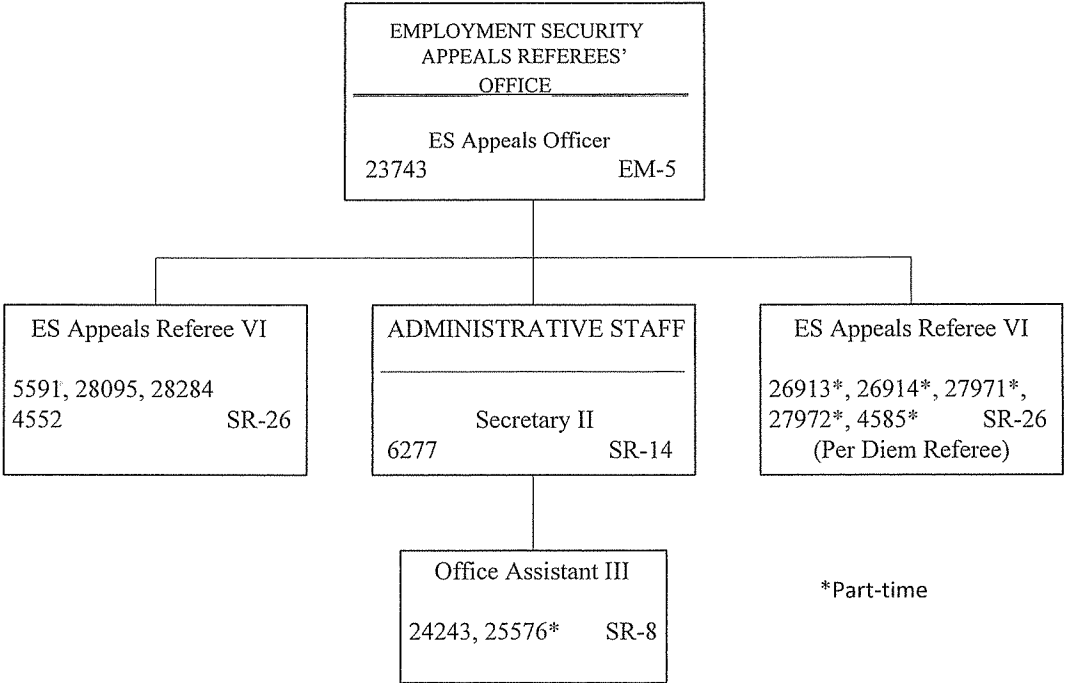 EMPLOYMENT SECURITY
APPEALS REFEREES’
OFFICE
ES Appeals Officer
23743 EM-5
ES Appeals Referee VI
5591, 28095, 28284
4552 SR-26
ADMINISTRATIVE STAFF
Secretary II
6277 SR-14
ES Appeals Referee VI
26913*, 26914*, 27971*,
27972*, 4585* SR-26
(Per Diem Referee)
Office Assistant III
24243, 25576* SR-8
*Part-time